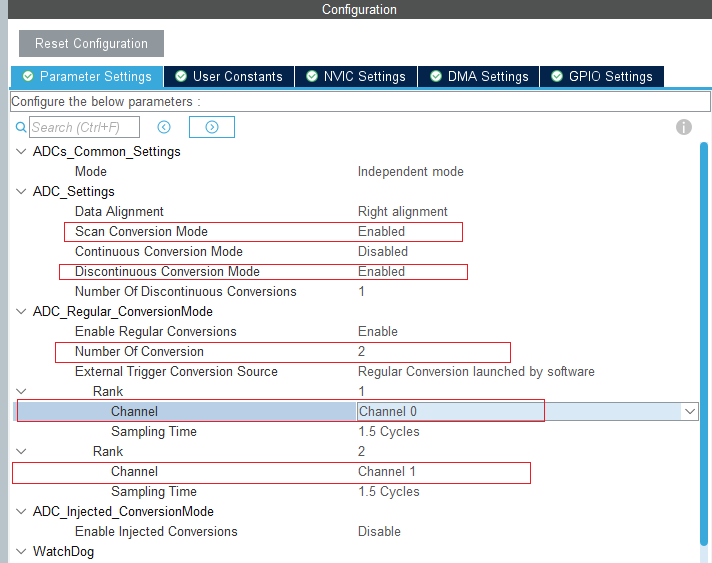 Configuration
Reset Configuration
Parameter Settings User Constants NVIC Settings DMA Settings GPIO Settings
Configure the below parameters :
Search (Ctrl+F)
ADCs_Common_Settings
Mode Independent mode
ADC_Settings
Data Alignment Right alignment
Scan Conversion Mode Enabled
Continuous Conversion Mode Disabled
Discontinuous Conversion Mode Enabled
Number Of Discontinuous Conversions 1
ADC_Regular_ConversionMode
Enable Regular Conversions Enable
Number Of Conversion 2
External Trigger Conversion Source Regular Conversion launched by software
Rank 1
Channel Channel 0
Sampling Time 1.5 Cycles
Rank 2
Channel Channel 1
Sampling Time 1.5 Cycles
ADC_Injected_ConversionMode
Enable Injected Conversions Disable
WatchDog